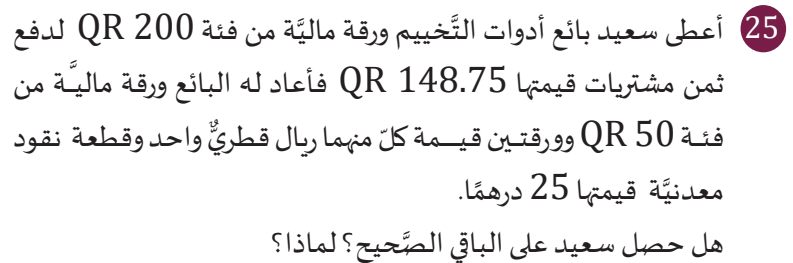 25 أعطى سعيد بائع أدوات التَّخييم ورقة ماليَّة من فئة QR 200 لدفع
ثمن مشتريات قيمتها QR 148.75 فأعاد له البائع ورقة ماليَّة من
فئة QR 50 وورقتين قيمة كلّ منهما ريال قطريٌّ واحد وقطعة نقود
معدنيَّة قيمتها 25 درهمًا.
هل حصل سعيد على الباقي الصَّحيح؟ لماذا؟